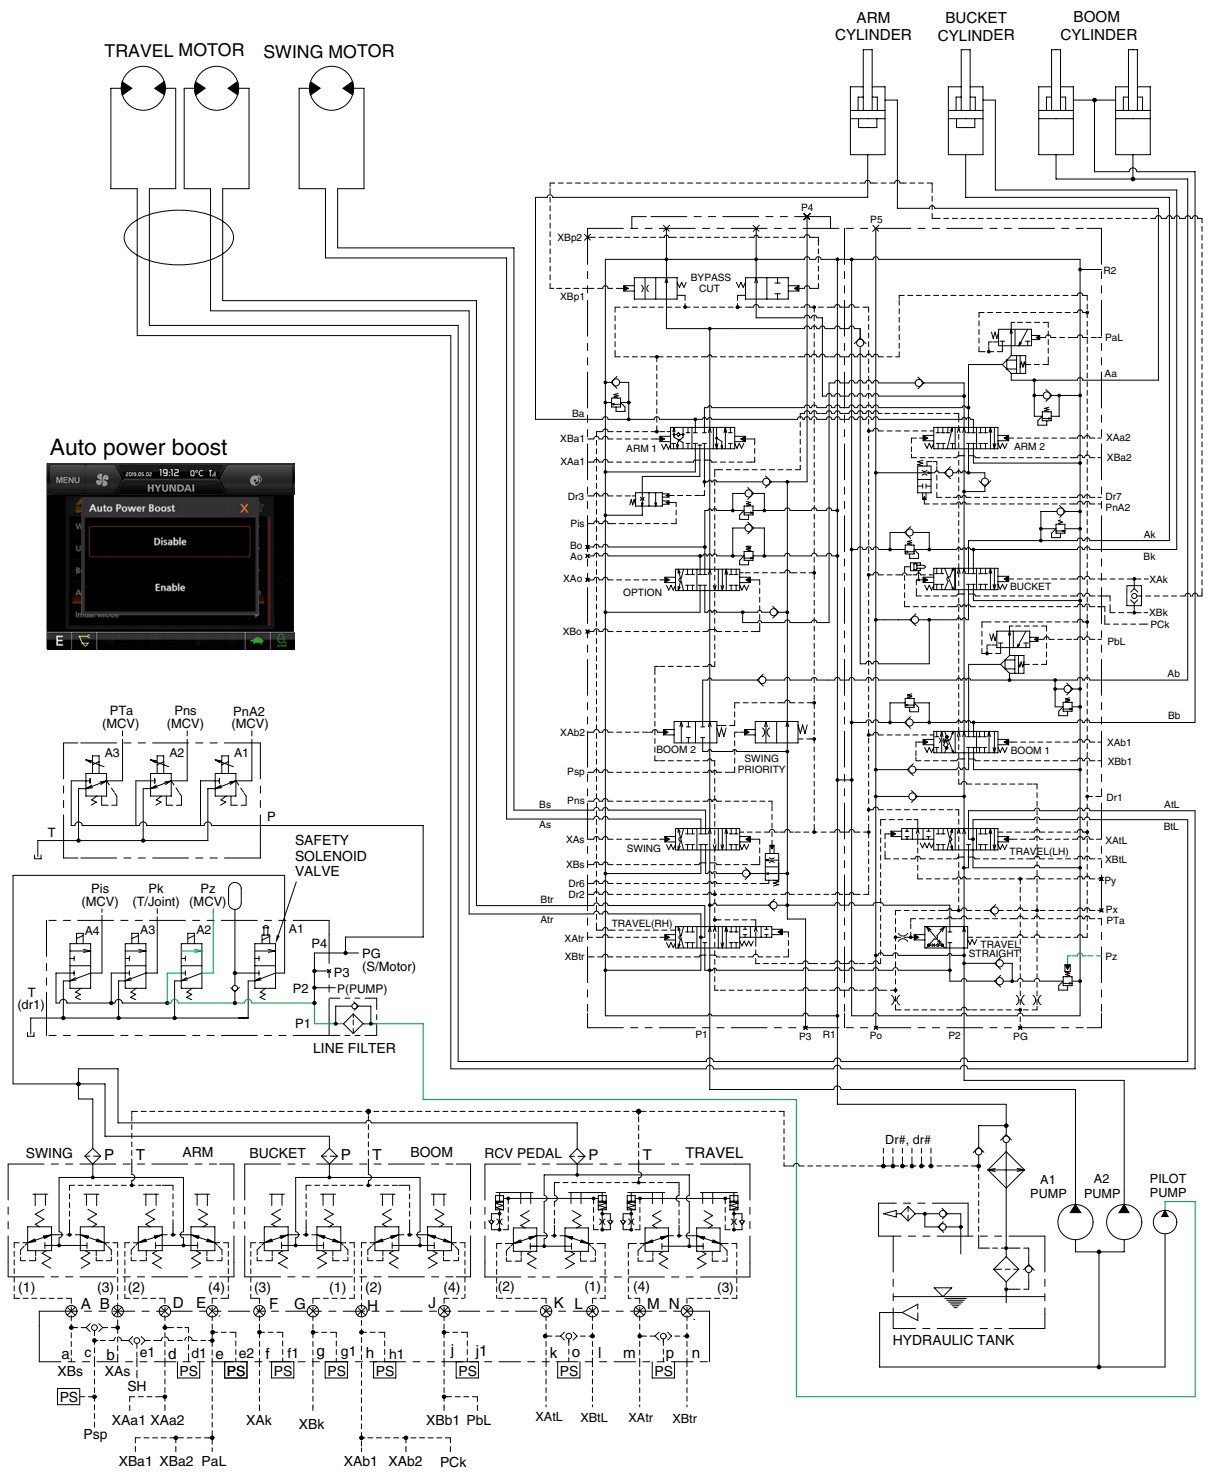 ARM
CYLINDER
BUCKET
CYLINDER
BOOM
CYLINDER
TRAVEL MOTOR
SWING MOTOR
P4
P5
XBp2
BYPASS
CUT
XBp1
R2
PaL
Aa
Ba
XBa1
ARM 1
XAa1
ARM 2
XAa2
XBa2
Dr3
Pis
Dr7
PnA2
Bo
Ao
XAo
OPTION
XBo
Ak
Bk
BUCKET
XAk
XBk
PCk
PbL
Ab
Bb
XAb2
BOOM 2
SWING
PRIORITY
Psp
BOOM 1
XAb1
XBb1
Pns
Dr1
Bs
As
AtL
BtL
XAs
SWING
XBs
TRAVEL(LH)
XAtL
XBtL
Dr6
Dr2
Py
Btr
Atr
Px
PTa
TRAVEL(RH)
XAtr
XBtr
TRAVEL
STRAIGHT
Pz
P1
P3
R1
Po
P2
PG
Auto power boost
MENU
2019.05.02
19:12
0°C
HYUNDAI
Auto Power Boost
X
Disable
Enable
E
PTa
(MCV)
Pns
(MCV)
PnA2
(MCV)
A3
A2
A1
T
P
SAFETY
SOLENOID
VALVE
Pis
(MCV)
Pk
(T/Joint)
Pz
(MCV)
A4
A3
A2
A1
P4
PG
(S/Motor)
P3
P2
P(PUMP)
T
(dr1)
P1
LINE FILTER
SWING
P
T
ARM
BUCKET
P
T
BOOM
RCV PEDAL
P
T
TRAVEL
Dr#, dr#
A1
PUMP
A2
PUMP
PILOT
PUMP
HYDRAULIC TANK
(1)
(3)
(2)
(4)
(3)
(1)
(2)
(4)
(2)
(1)
(4)
(3)
A
B
D
E
F
G
H
J
K
L
M
N
a
c
b
e1
d
d1
e
e2
f
f1
g
g1
h
h1
j
j1
k
o
l
m
p
n
XBs
XAs
SH
PS
PS
PS
PS
PS
PS
PS
PS
PS
Psp
XAa1
XAa2
XAk
XBk
XBb1
PbL
XAtL
XBtL
XAtr
XBtr
XBa1
XBa2
PaL
XAb1
XAb2
PCk